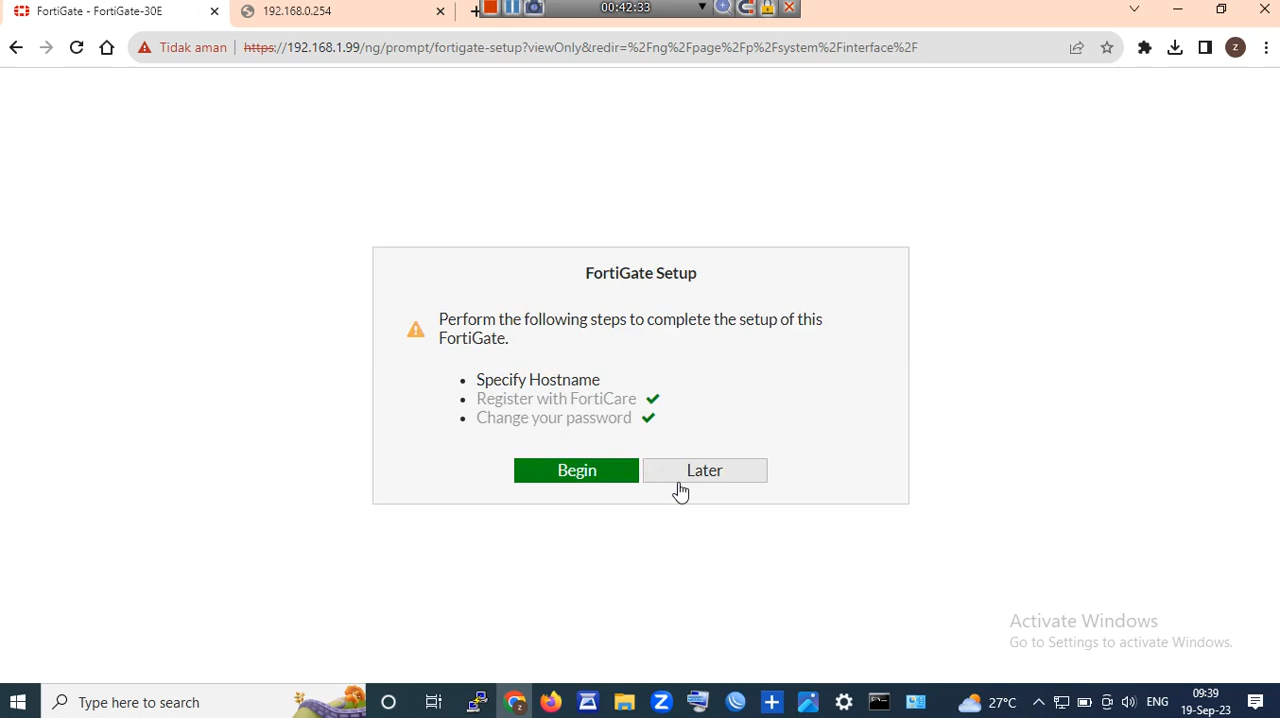 FortiGate - FortiGate-30E
192.168.0.254
00:42:33
Tidak aman
https://192.168.1.99/ng/prompt/fortigate-setup?viewOnly&redir=%2Fng%2Fpage%2Fp%2Fsystem%2Finterface%2F
Z
FortiGate Setup
Perform the following steps to complete the setup of this
FortiGate.
Specify Hostname
Register with FortiCare
Change your password
Begin
Later
Activate Windows
Go to Settings to activate Windows.
Type here to search
27°C
ENG
09:39
19-Sep-23